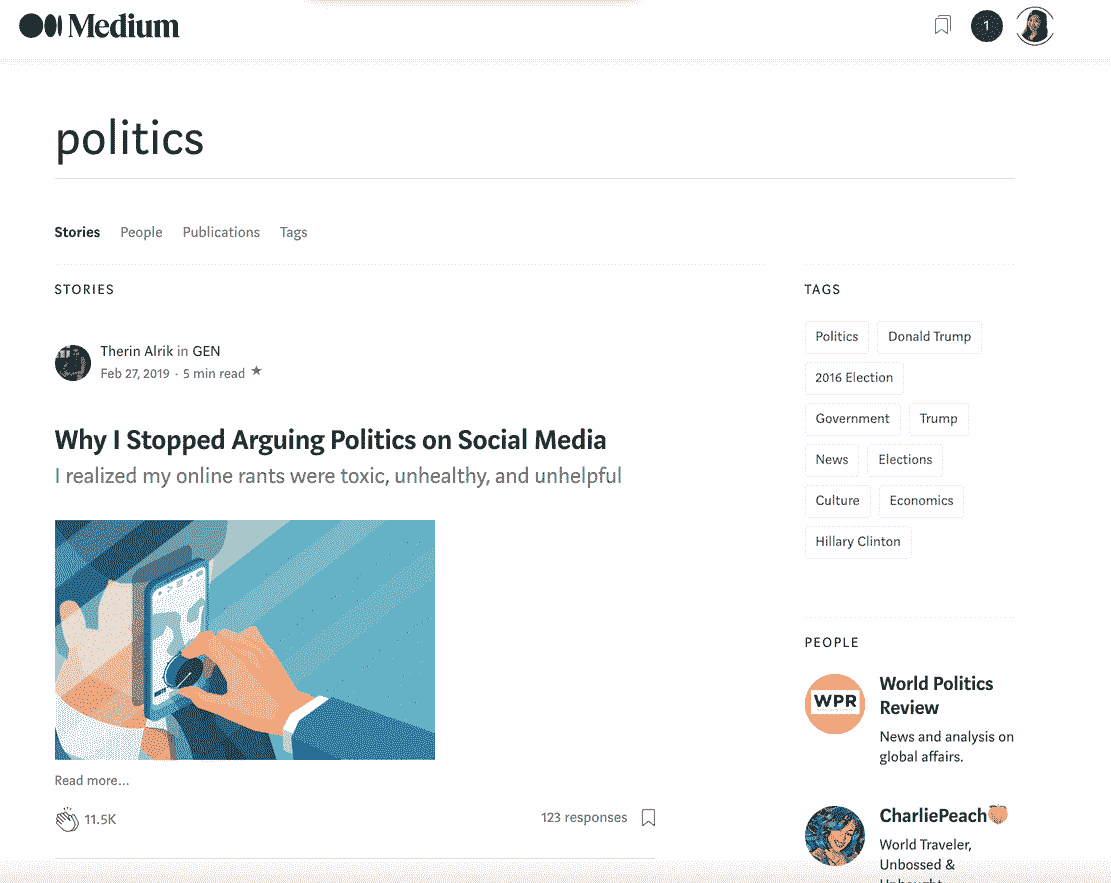 Medium
1
politics
Stories People Publications Tags
STORIES
Therin Alrik in GEN
Feb 27, 2019 · 5 min read ★
Why I Stopped Arguing Politics on Social Media
I realized my online rants were toxic, unhealthy, and unhelpful
Read more...
11.5K
123 responses
TAGS
Politics
Donald Trump
2016 Election
Government
Trump
News
Elections
Culture
Economics
Hillary Clinton
PEOPLE
WPR
World Politics
Review
News and analysis on
global affairs.
CharliePeach🍑
World Traveler,
Unbossed &